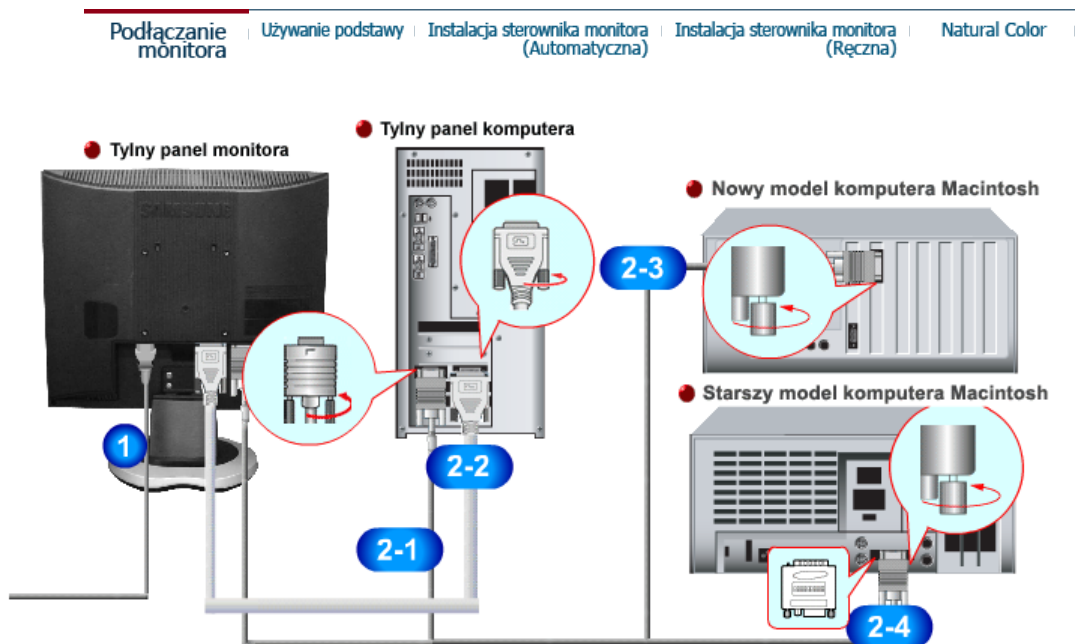 Podłączanie
monitora
Używanie podstawy
Instalacja sterownika monitora
(Automatyczna)
Instalacja sterownika monitora
(Ręczna)
Natural Color
Tylny panel monitora
Tylny panel komputera
Nowy model komputera Macintosh
Starszy model komputera Macintosh
SAMSUNG
1
2-1
2-2
2-3
2-4